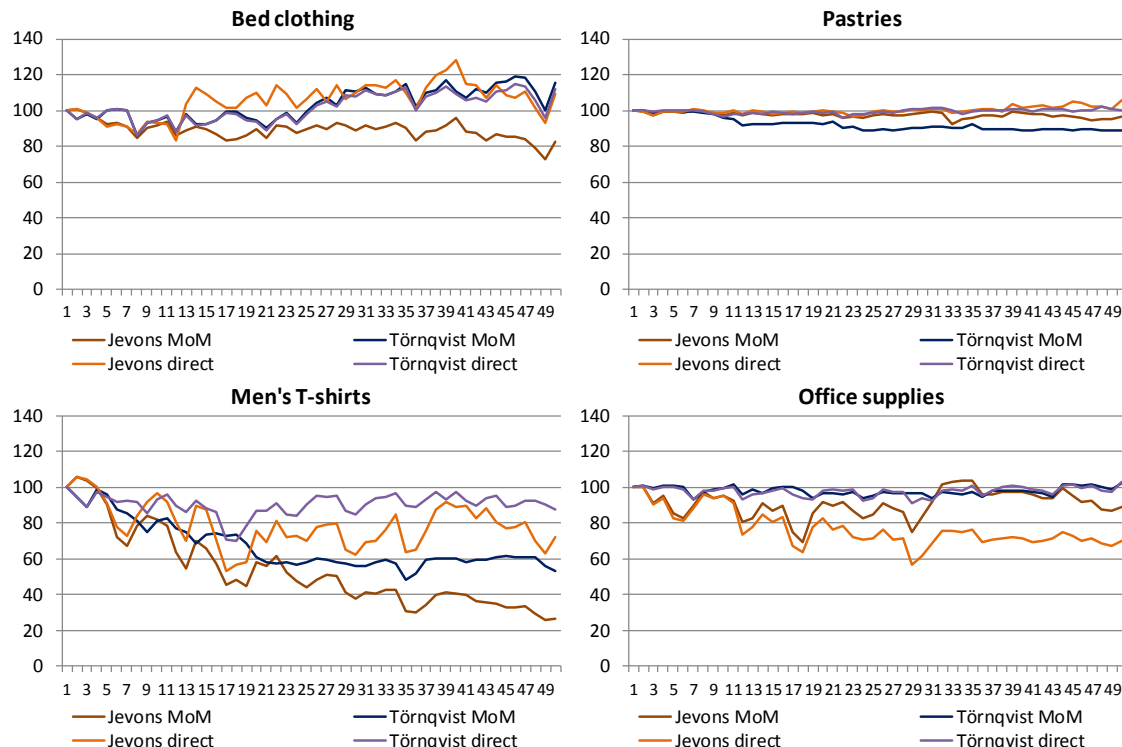 Bed clothing
140
120
100
80
60
40
20
0
1 3 5 7 9 11 13 15 17 19 21 23 25 27 29 31 33 35 37 39 41 43 45 47 49
Jevons MoM Törnqvist MoM
Jevons direct Törnqvist direct
Pastries
140
120
100
80
60
40
20
0
1 3 5 7 9 11 13 15 17 19 21 23 25 27 29 31 33 35 37 39 41 43 45 47 49
Jevons MoM Törnqvist MoM
Jevons direct Törnqvist direct
Men's T-shirts
140
120
100
80
60
40
20
0
1 3 5 7 9 11 13 15 17 19 21 23 25 27 29 31 33 35 37 39 41 43 45 47 49
Jevons MoM Törnqvist MoM
Jevons direct Törnqvist direct
Office supplies
140
120
100
80
60
40
20
0
1 3 5 7 9 11 13 15 17 19 21 23 25 27 29 31 33 35 37 39 41 43 45 47 49
Jevons MoM Törnqvist MoM
Jevons direct Törnqvist direct